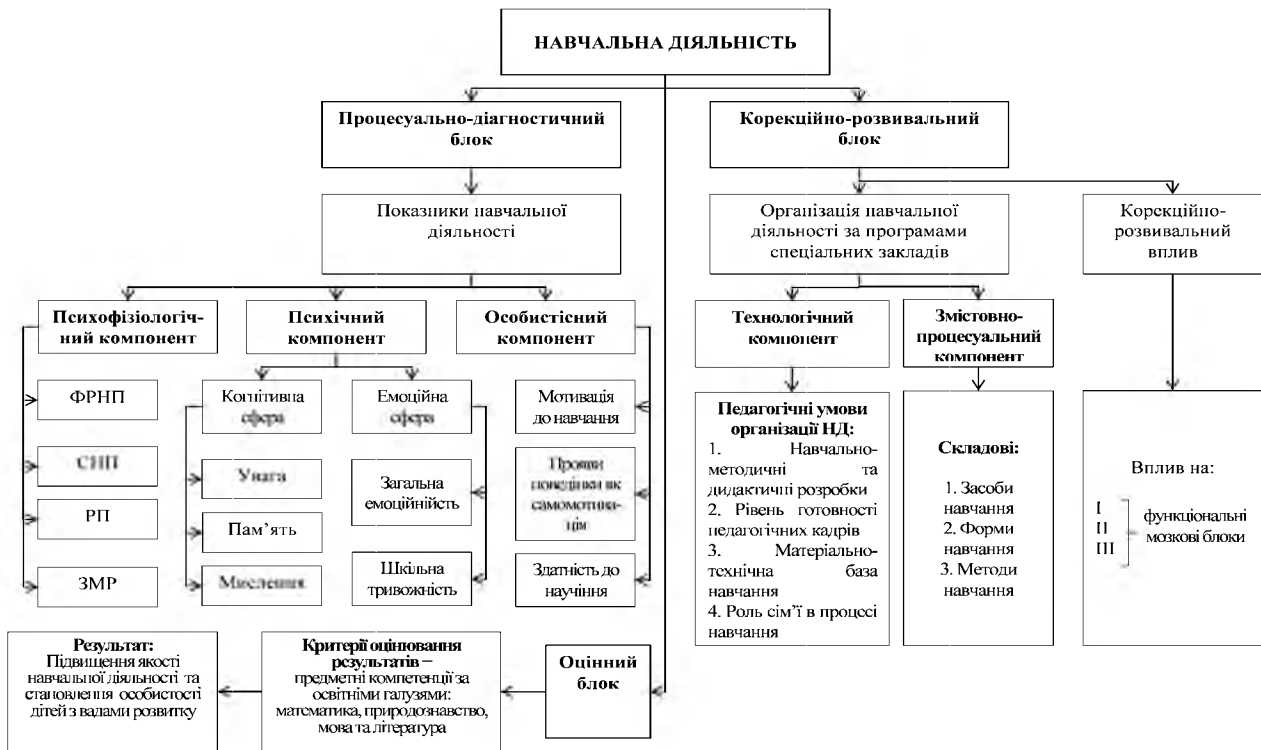 НАВЧАЛЬНА ДІЯЛЬНІСТЬ
Процесуально-діагностичний
блок
Корекційно-розвивальний
блок
Показники навчальної
діяльності
Організація навчальної
діяльності за програмами
спеціальних закладів
Корекційно-
розвивальний
вплив
Психофізіологіч-
ний компонент
Психічний
компонент
Особистісний
компонент
Технологічний
компонент
Змістовно-
процесуальний
компонент
ФРНП
СНП
РП
ЗМР
Когнітивна
сфера
Увага
Пам’ять
Мислення
Емоційна
сфера
Загальна
емоційнійсть
Шкільна
тривожність
Мотивація
до навчання
Прояви
поведінки як
самомотива-
ція
Здатність до
научіння
Педагогічні умови
організації НД:
1. Навчально-
методичні та
дидактичні розробки
2. Рівень готовності
педагогічних кадрів
3. Матеріально-
технічна база
навчання
4. Роль сім’ї в процесі
навчання
Складові:
1. Засоби
навчання
2. Форми
навчання
3. Методи
навчання
Вплив на:
I
II
III
функціональні
мозкові блоки
Результат:
Підвищення якості
навчальної діяльності та
становлення особистості
дітей з вадами розвитку
Критерії оцінювання
результатів –
предметні компетенції за
освітніми галузями:
математика, природознавство,
мова та література
Оцінний
блок